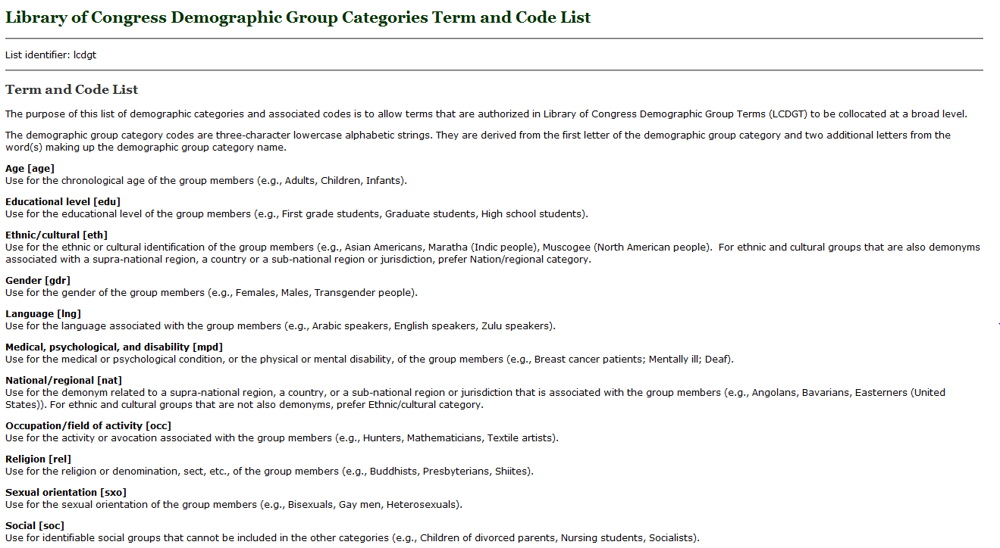 Library of Congress Demographic Group Categories Term and Code List
List identifier: lcdgt
Term and Code List
The purpose of this list of demographic categories and associated codes is to allow terms that are authorized in Library of Congress Demographic Group Terms (LCDGT) to be collocated at a broad level.
The demographic group category codes are three-character lowercase alphabetic strings. They are derived from the first letter of the demographic group category and two additional letters from the
word(s) making up the demographic group category name.
Age [age]
Use for the chronological age of the group members (e.g., Adults, Children, Infants).
Educational level [edu]
Use for the educational level of the group members (e.g., First grade students, Graduate students, High school students).
Ethnic/cultural [eth]
Use for the ethnic or cultural identification of the group members (e.g., Asian Americans, Maratha (Indic people), Muscogee (North American people).  For ethnic and cultural groups that are also demonyms
associated with a supra-national region, a country or a sub-national region or jurisdiction, prefer Nation/regional category.
Gender [gdr]
Use for the gender of the group members (e.g., Females, Males, Transgender people).
Language [lng]
Use for the language associated with the group members (e.g., Arabic speakers, English speakers, Zulu speakers).
Medical, psychological, and disability [mpd]
Use for the medical or psychological condition, or the physical or mental disability, of the group members (e.g., Breast cancer patients; Mentally ill; Deaf).
National/regional [nat]
Use for the demonym related to a supra-national region, a country, or a sub-national region or jurisdiction that is associated with the group members (e.g., Angolans, Bavarians, Easterners (United
States)). For ethnic and cultural groups that are not also demonyms, prefer Ethnic/cultural category.
Occupation/field of activity [occ]
Use for the activity or avocation associated with the group members (e.g., Hunters, Mathematicians, Textile artists).
Religion [rel]
Use for the religion or denomination, sect, etc., of the group members (e.g., Buddhists, Presbyterians, Shiites).
Sexual orientation [sxo]
Use for the sexual orientation of the group members (e.g., Bisexuals, Gay men, Heterosexuals).
Social [soc]
Use for identifiable social groups that cannot be included in the other categories (e.g., Children of divorced parents, Nursing students, Socialists).